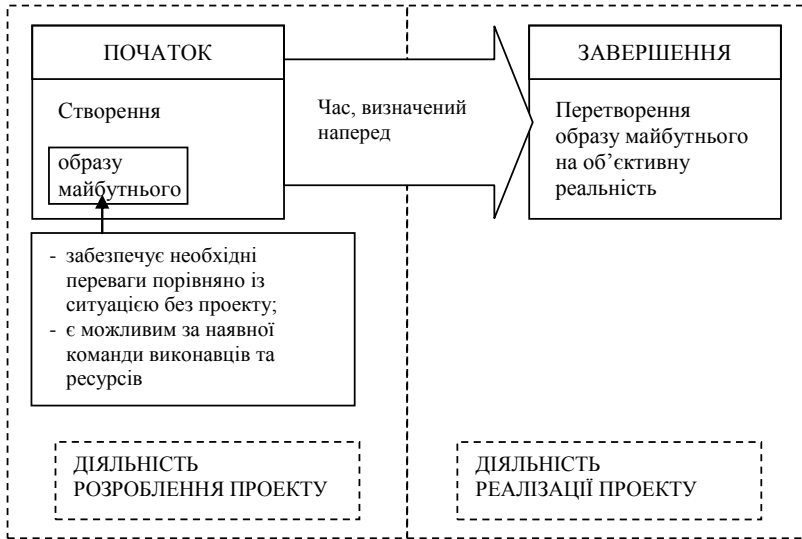 ПОЧАТОК
Створення
образу
майбутнього
- забезпечує необхідні
переваги порівняно із
ситуацією без проекту;
- є можливим за наявної
команди виконавців та
ресурсів
Час, визначений
наперед
ЗАВЕРШЕННЯ
Перетворення
образу майбутнього
на об’єктивну
реальність
ДІЯЛЬНІСТЬ
РОЗРОБЛЕННЯ ПРОЕКТУ
ДІЯЛЬНІСТЬ
РЕАЛІЗАЦІЇ ПРОЕКТУ